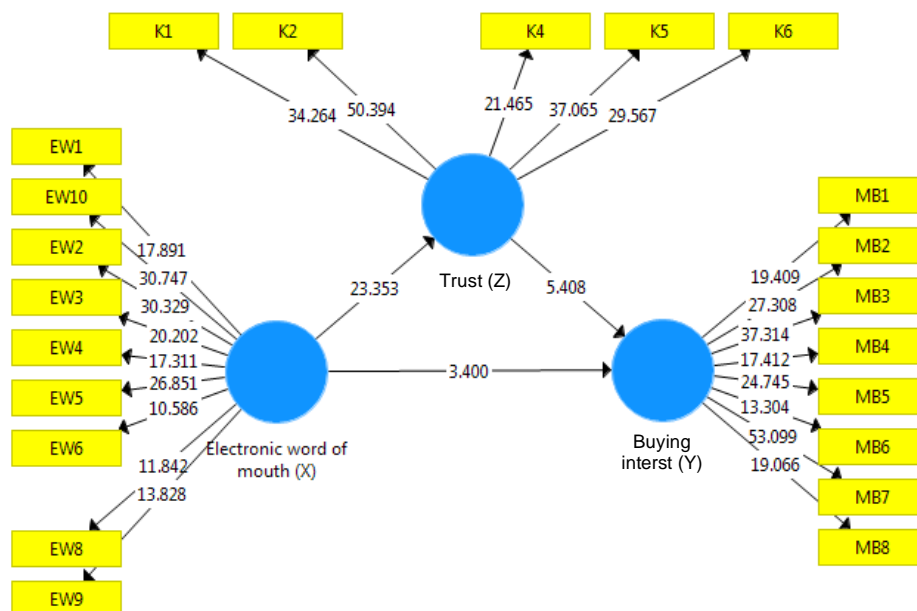 K1
K2
K4
K5
K6
34.264
50.394
21.465
37.065
29.567
EW1
EW10
EW2
EW3
EW4
EW5
EW6
EW8
EW9
17.891
30.747
30.329
20.202
17.311
26.851
10.586
11.842
13.828
Electronic word of
mouth (X)
23.353
Trust (Z)
5.408
3.400
Buying
interst (Y)
19.409
27.308
37.314
17.412
24.745
13.304
53.099
19.066
MB1
MB2
MB3
MB4
MB5
MB6
MB7
MB8